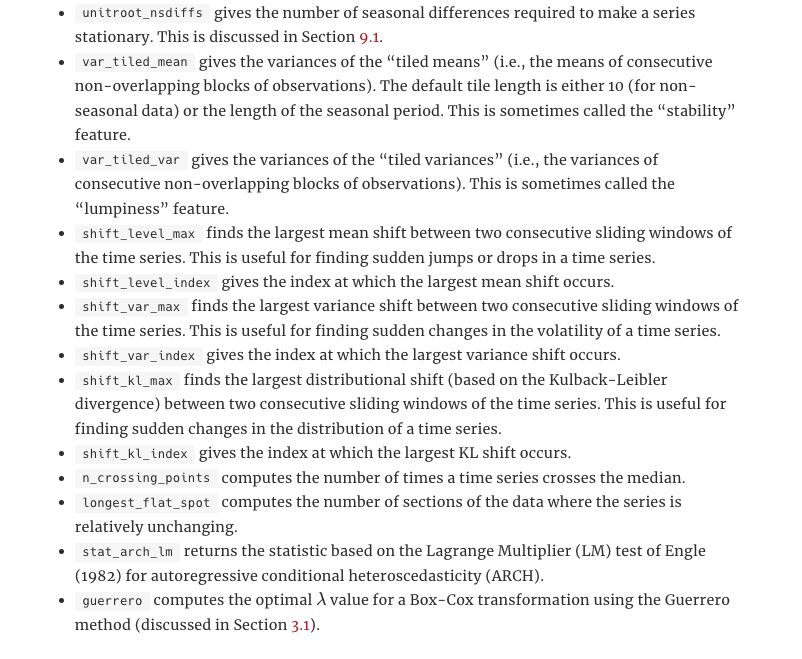 • unitroot_nsdiffs gives the number of seasonal differences required to make a series
stationary. This is discussed in Section 9.1.
• var_tiled_mean gives the variances of the “tiled means” (i.e., the means of consecutive
non-overlapping blocks of observations). The default tile length is either 10 (for non-
seasonal data) or the length of the seasonal period. This is sometimes called the “stability”
feature.
• var_tiled_var gives the variances of the “tiled variances” (i.e., the variances of
consecutive non-overlapping blocks of observations). This is sometimes called the
“lumpiness” feature.
• shift_level_max finds the largest mean shift between two consecutive sliding windows of
the time series. This is useful for finding sudden jumps or drops in a time series.
• shift_level_index gives the index at which the largest mean shift occurs.
• shift_var_max finds the largest variance shift between two consecutive sliding windows of
the time series. This is useful for finding sudden changes in the volatility of a time series.
• shift_var_index gives the index at which the largest variance shift occurs.
• shift_kl_max finds the largest distributional shift (based on the Kulback-Leibler
divergence) between two consecutive sliding windows of the time series. This is useful for
finding sudden changes in the distribution of a time series.
• shift_kl_index gives the index at which the largest KL shift occurs.
• n_crossing_points computes the number of times a time series crosses the median.
• longest_flat_spot computes the number of sections of the data where the series is
relatively unchanging.
• stat_arch_lm returns the statistic based on the Lagrange Multiplier (LM) test of Engle
(1982) for autoregressive conditional heteroscedasticity (ARCH).
• guerrero computes the optimal λ value for a Box-Cox transformation using the Guerrero
method (discussed in Section 3.1).